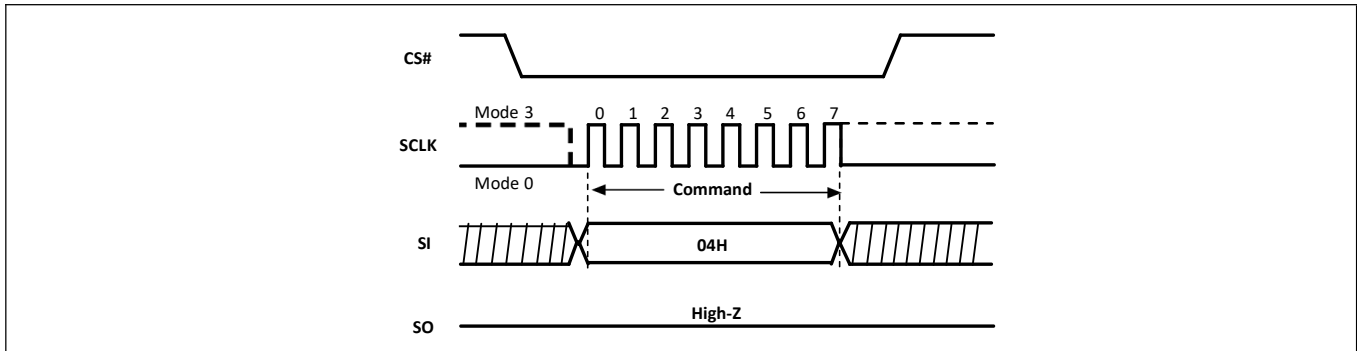 CS#
Mode 3
0 1 2 3 4 5 6 7
SCLK
Mode 0
Command
SI
04H
High-Z
SO